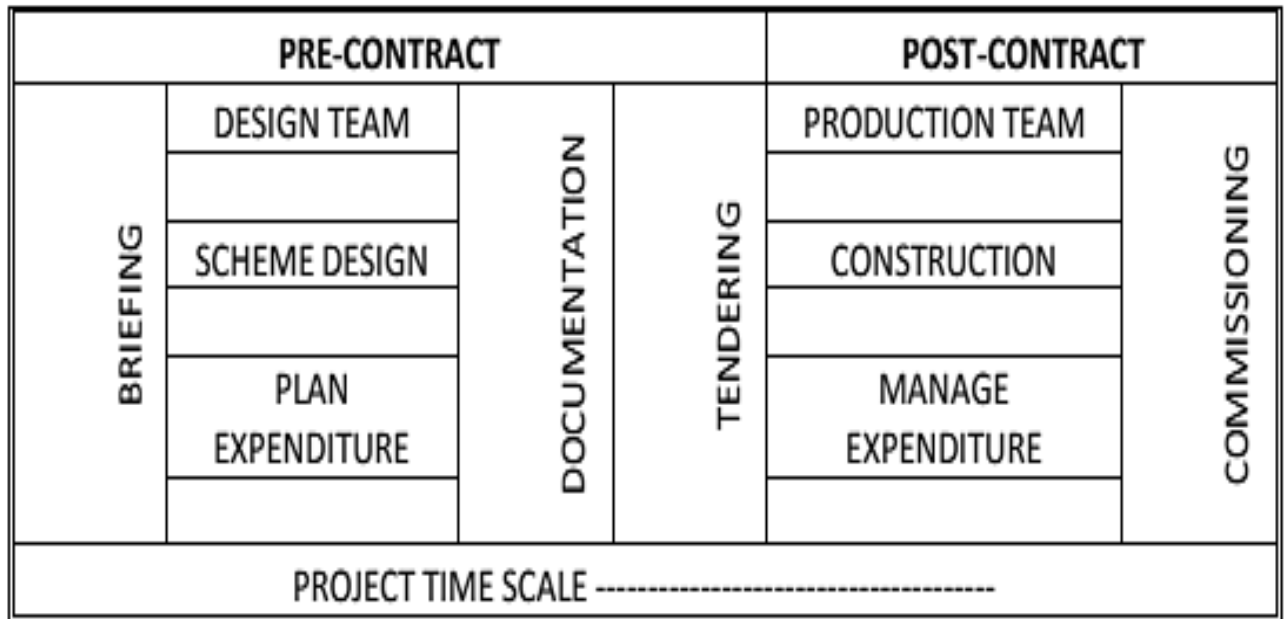 PRE-CONTRACT
POST-CONTRACT
BRIEFING
DESIGN TEAM
SCHEME DESIGN
PLAN
EXPENDITURE
DOCUMENTATION
TENDERING
PRODUCTION TEAM
CONSTRUCTION
MANAGE
EXPENDITURE
COMMISSIONING
PROJECT TIME SCALE ---------------------------------------